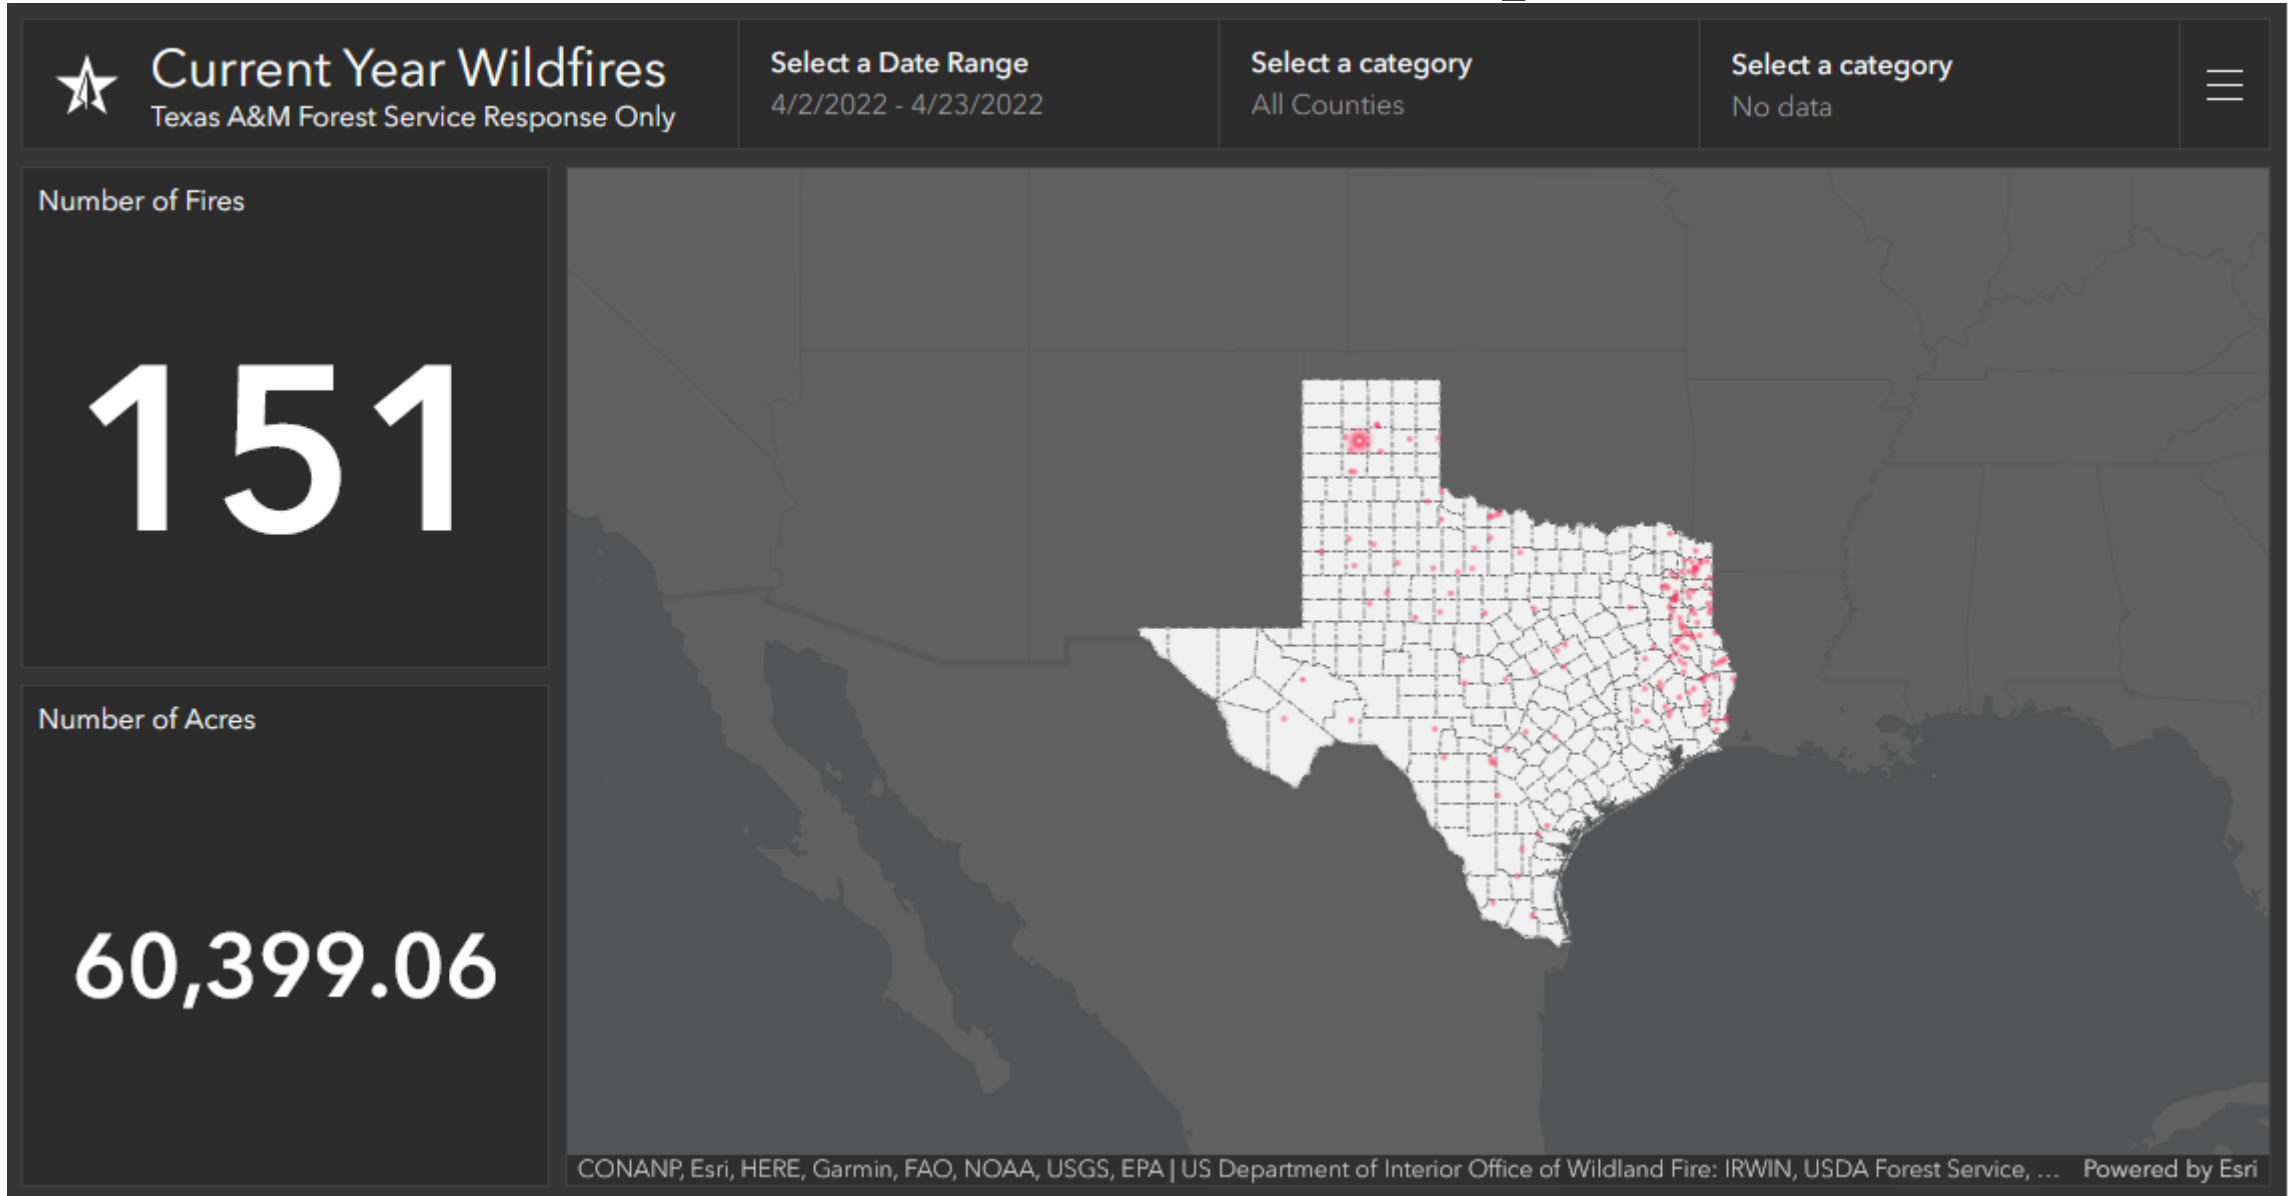 Current Year Wildfires
Texas A&M Forest Service Response Only
Select a Date Range
4/2/2022 - 4/23/2022
Select a category
All Counties
Select a category
No data
Number of Fires
151
Number of Acres
60,399.06
CONANP, Esri, HERE, Garmin, FAO, NOAA, USGS, EPA | US Department of Interior Office of Wildland Fire: IRWIN, USDA Forest Service, ...
Powered by Esri